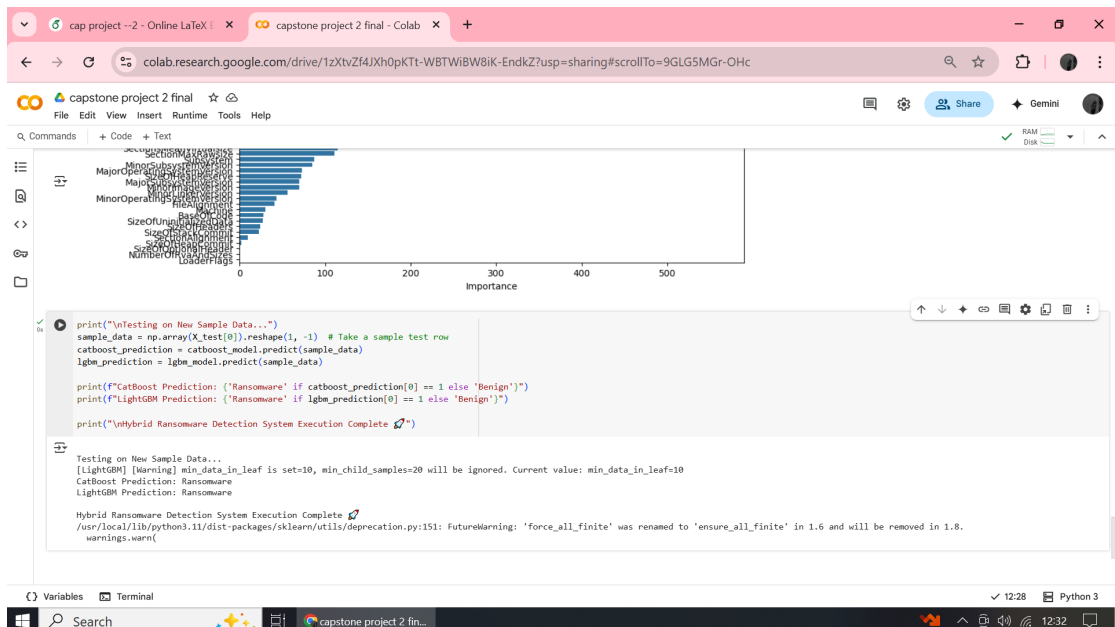 cap project --2 - Online LaTeX E
capstone project 2 final - Colab
colab.research.google.com/drive/1zXtvZf4JXh0pKTt-WBTWiBW8iK-EndkZ?usp=sharing#scrollTo=9GLG5MGr-OHc
capstone project 2 final
File Edit View Insert Runtime Tools Help
Share
Gemini
Commands + Code + Text
RAM
Disk
SectionMaxRawsize
Subsystem
MinorSubsystemVersion
MajorOperatingSystemVersion
SizeOfHeapReserve
MajorSubsystemVersion
MinorImageVersion
MinorLinkerVersion
MinorOperatingSystemVersion
FileAlignment
Machine
BaseOfCode
SizeOfUninitializedData
SizeOfHeaders
SizeOfStackCommit
SectionAlignment
SizeOfHeapCommit
SizeOfOptionalHeader
NumberOfRvaAndSizes
LoaderFlags
0 100 200 300 400 500
Importance
0s
print("\nTesting on New Sample Data...")
sample_data = np.array(X_test[0]).reshape(1, -1) # Take a sample test row
catboost_prediction = catboost_model.predict(sample_data)
lgbm_prediction = lgbm_model.predict(sample_data)
print(f"CatBoost Prediction: {'Ransomware' if catboost_prediction[0] == 1 else 'Benign'}")
print(f"LightGBM Prediction: {'Ransomware' if lgbm_prediction[0] == 1 else 'Benign'}")
print("\nHybrid Ransomware Detection System Execution Complete 🚀")
Testing on New Sample Data...
[LightGBM] [Warning] min_data_in_leaf is set=10, min_child_samples=20 will be ignored. Current value: min_data_in_leaf=10
CatBoost Prediction: Ransomware
LightGBM Prediction: Ransomware
Hybrid Ransomware Detection System Execution Complete 🚀
/usr/local/lib/python3.11/dist-packages/sklearn/utils/deprecation.py:151: FutureWarning: 'force_all_finite' was renamed to 'ensure_all_finite' in 1.6 and will be removed in 1.8.
warnings.warn(
Variables Terminal
12:28 Python 3
Search
capstone project 2 fin...
12:32